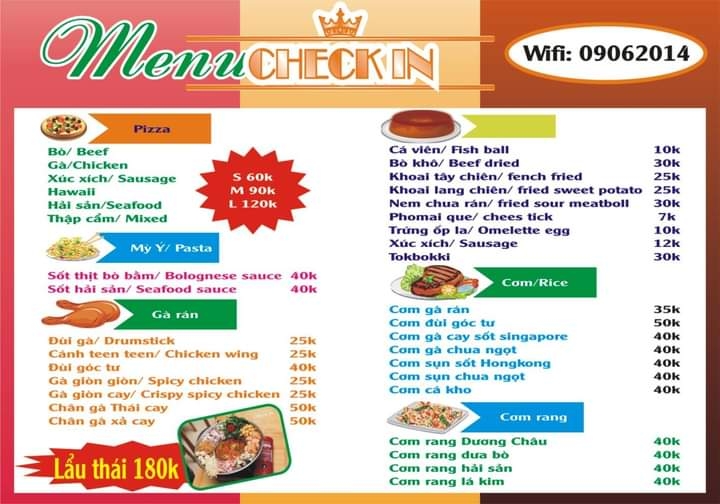 Menu CHECK IN
Wifi: 09062014
Pizza
Bò/ Beef
Gà/Chicken
Xúc xích/ Sausage
Hawaii
Hải sản/Seafood
Thập cẩm/ Mixed
S 60k
M 90k
L 120k
Mỳ Ý/ Pasta
Sốt thịt bò bằm/ Bolognese sauce 40k
Sốt hải sản/ Seafood sauce 40k
Gà rán
Đùi gà/ Drumstick 25k
Cánh teen teen/ Chicken wing 25k
Đùi góc tư 40k
Gà giòn giòn/ Spicy chicken 25k
Gà giòn cay/ Crispy spicy chicken 25k
Chân gà Thái cay 50k
Chân gà xả cay 50k
Lẩu thái 180k
Cá viên/ Fish ball 10k
Bò khô/ Beef dried 30k
Khoai tây chiên/ fench fried 25k
Khoai lang chiên/ fried sweet potato 25k
Nem chua rán/ fried sour meatboll 30k
Phomai que/ chees tick 7k
Trứng ốp la/ Omelette egg 10k
Xúc xích/ Sausage 12k
Tokbokki 30k
Cơm/Rice
Cơm gà rán 35k
Cơm đùi góc tư 50k
Cơm gà cay sốt singapore 40k
Cơm gà chua ngọt 40k
Cơm sụn sốt Hongkong 40k
Cơm sụn chua ngọt 40k
Cơm cá kho 40k
Cơm rang
Cơm rang Dương Châu 40k
Cơm rang dưa bò 40k
Cơm rang hải sản 40k
Cơm rang lá kim 40k